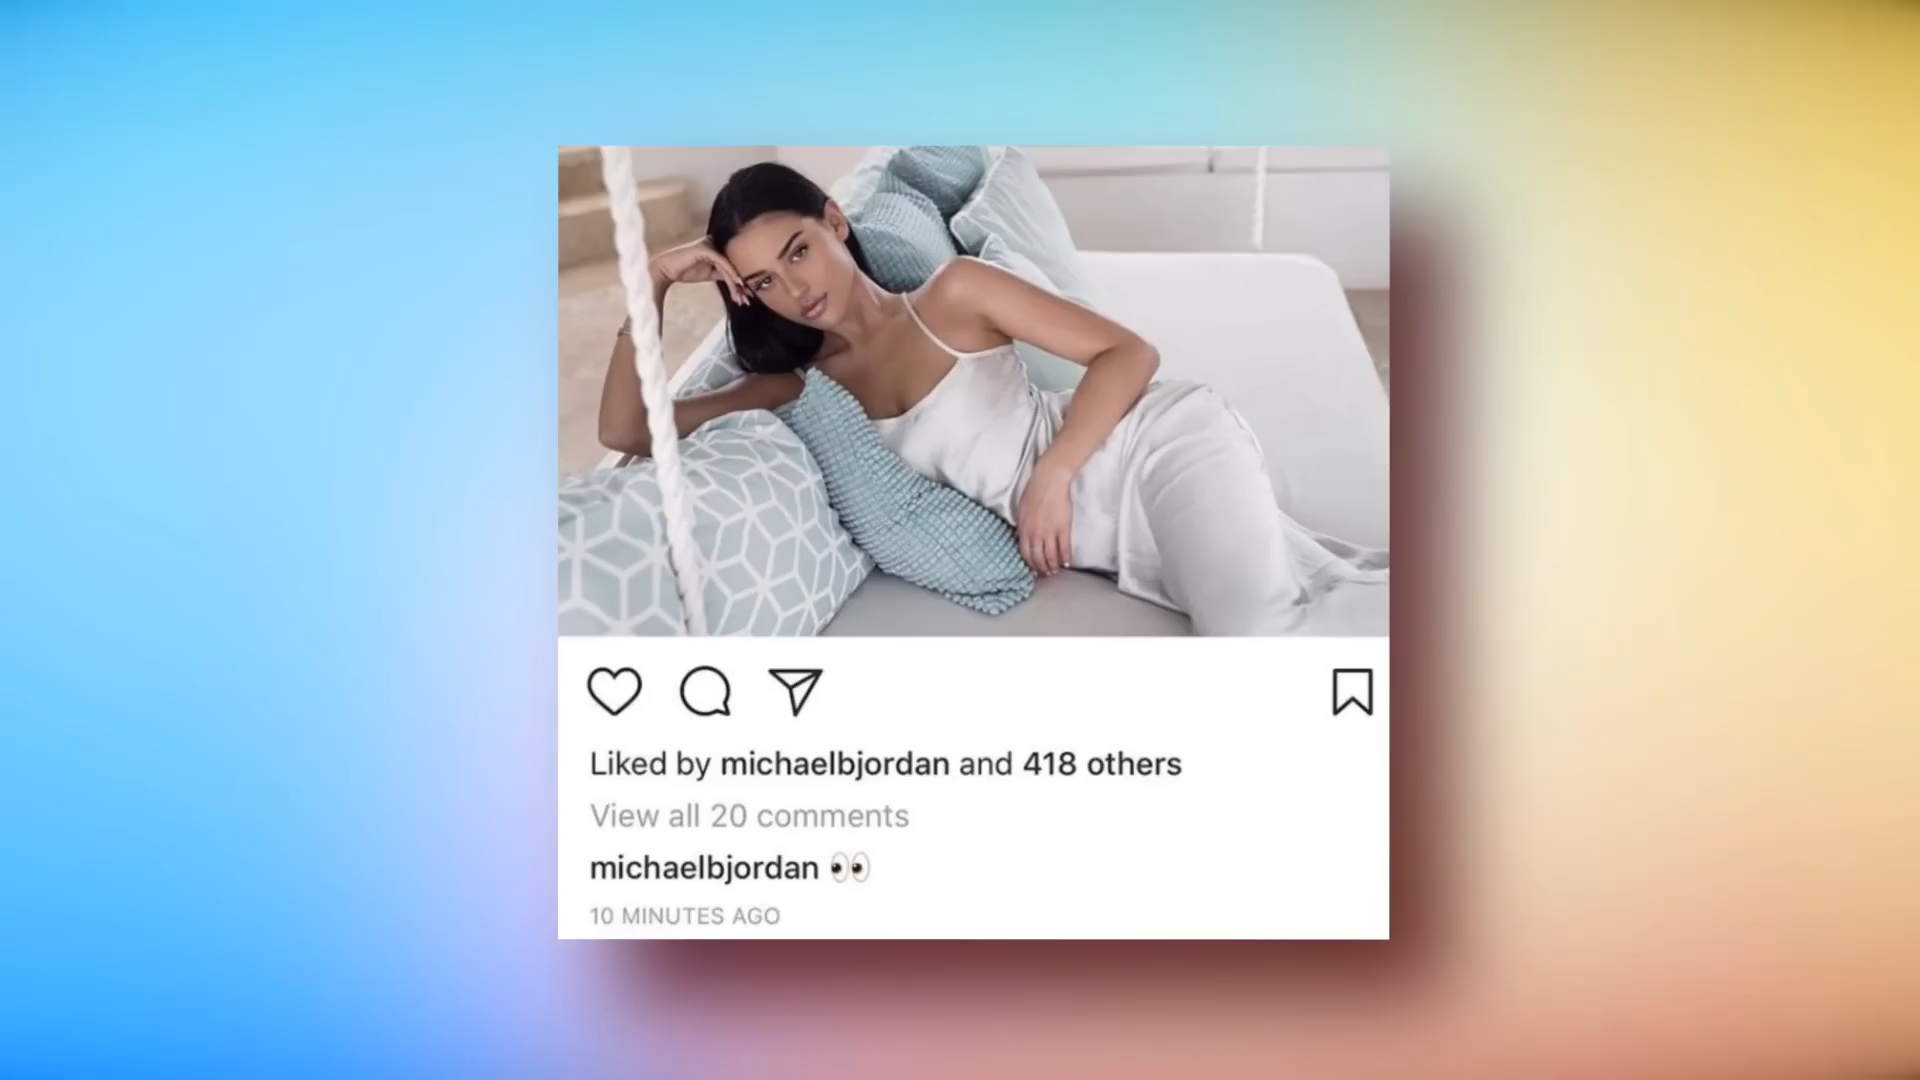 Liked by michaelbjordan and 418 others
View all 20 comments
michaelbjordan 👀
10 MINUTES AGO